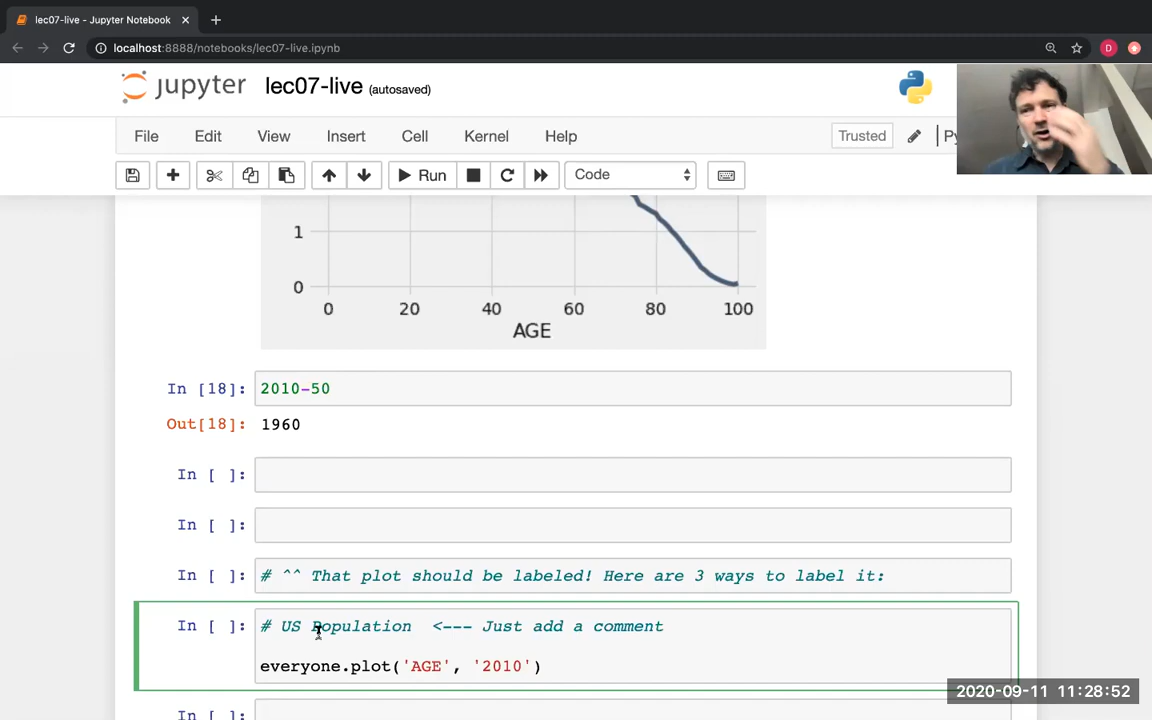 lec07-live - Jupyter Notebook
localhost:8888/notebooks/lec07-live.ipynb
D
jupyter lec07-live (autosaved)
File Edit View Insert Cell Kernel Help Trusted
Run Code
1
0
0 20 40 60 80 100
AGE
In [18]: 2010-50
Out[18]: 1960
In [ ]:
In [ ]:
In [ ]: # ^^ That plot should be labeled! Here are 3 ways to label it:
In [ ]: # US Population <--- Just add a comment
everyone.plot('AGE', '2010')
In [ ]:
2020-09-11 11:28:52